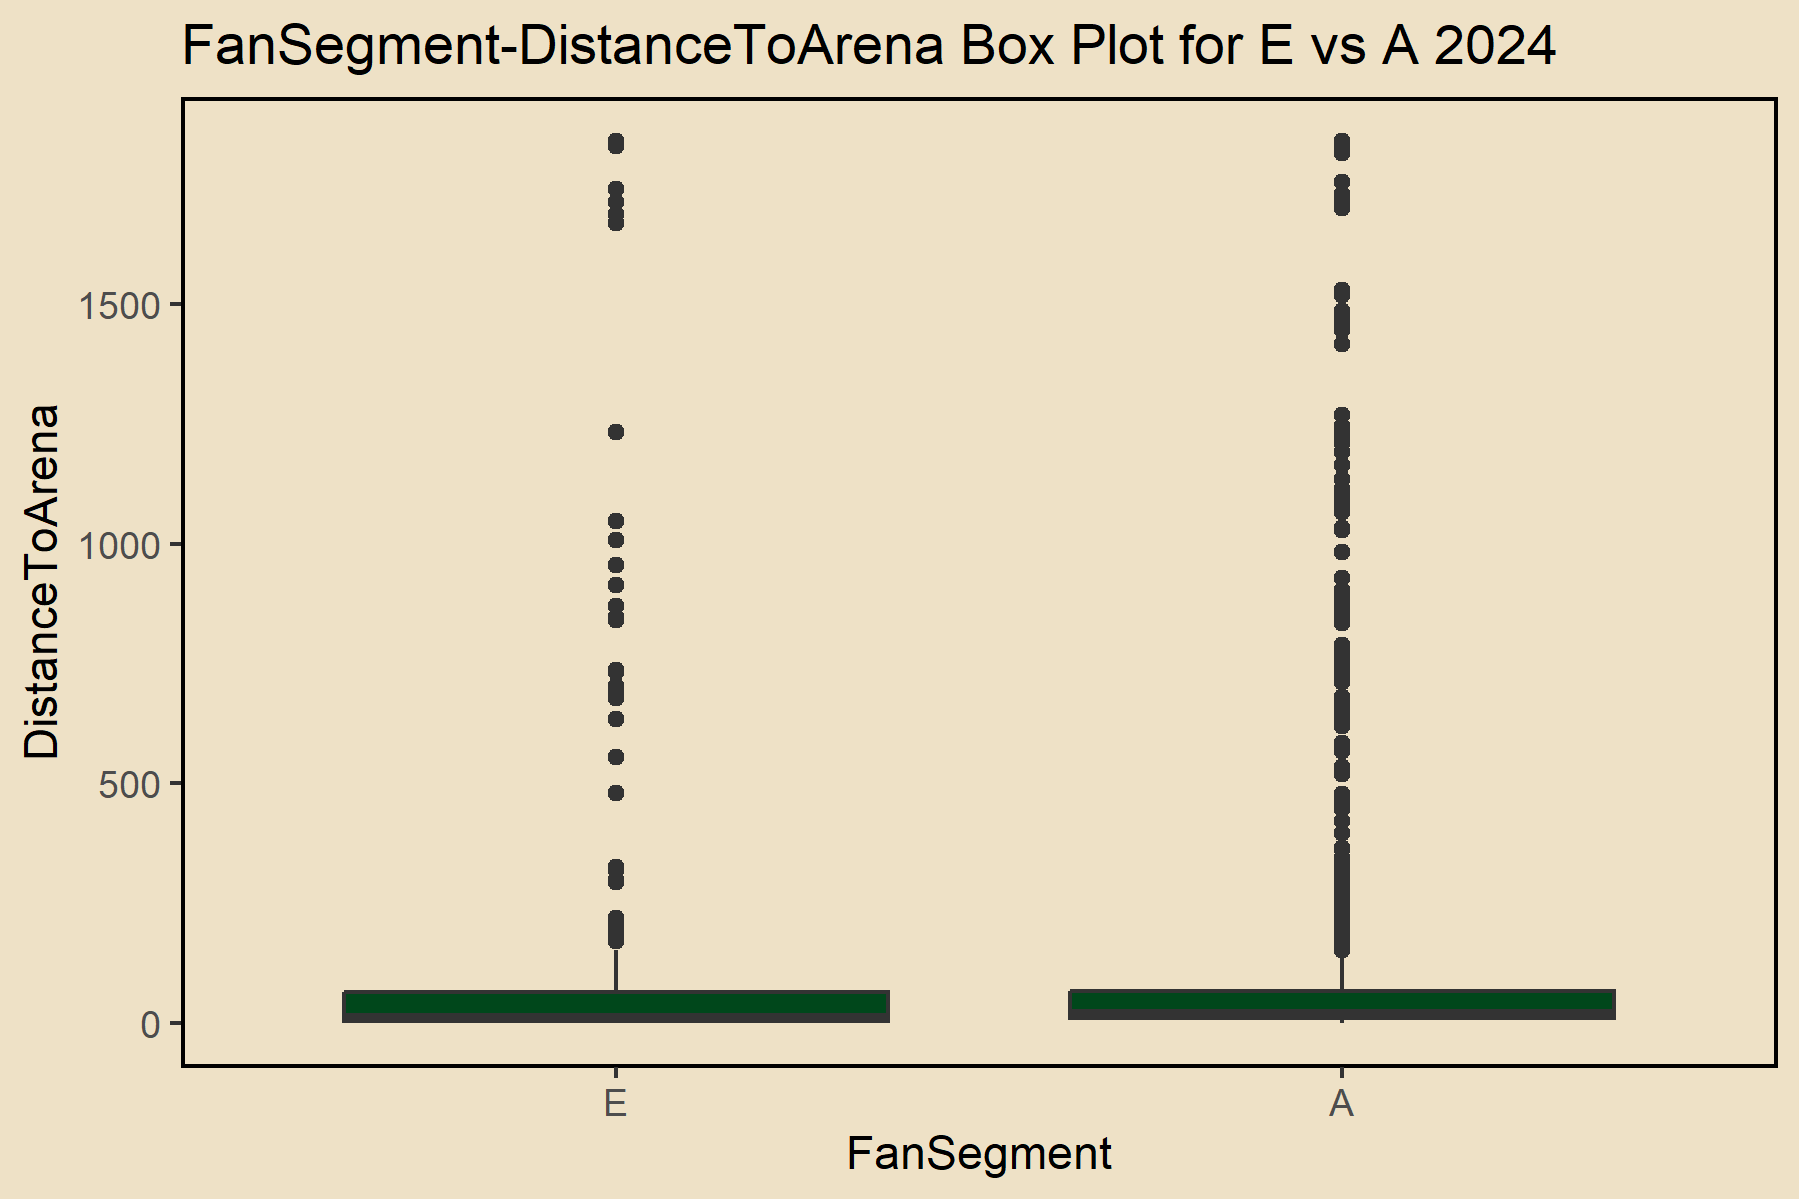 FanSegment-DistanceToArena Box Plot for E vs A 2024
DistanceToArena
1500
1000
500
0
E
A
FanSegment